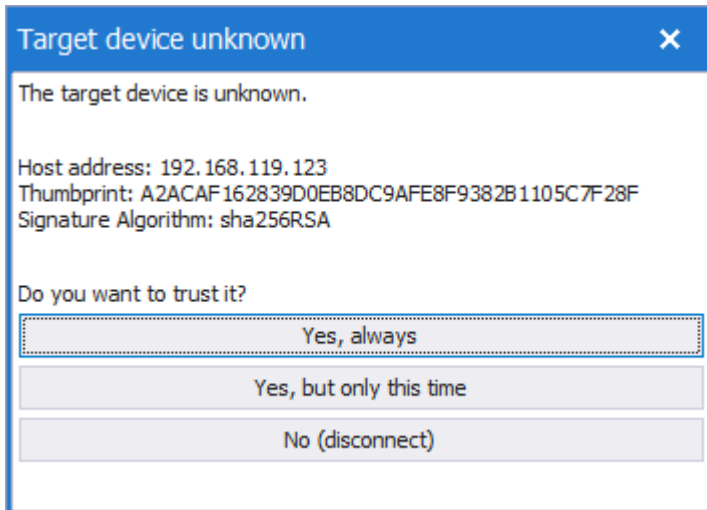 Target device unknown
The target device is unknown.
Host address: 192.168.119.123
Thumbprint: A2ACAF162839D0EB8DC9AFE8F9382B1105C7F28F
Signature Algorithm: sha256RSA
Do you want to trust it?
Yes, always
Yes, but only this time
No (disconnect)